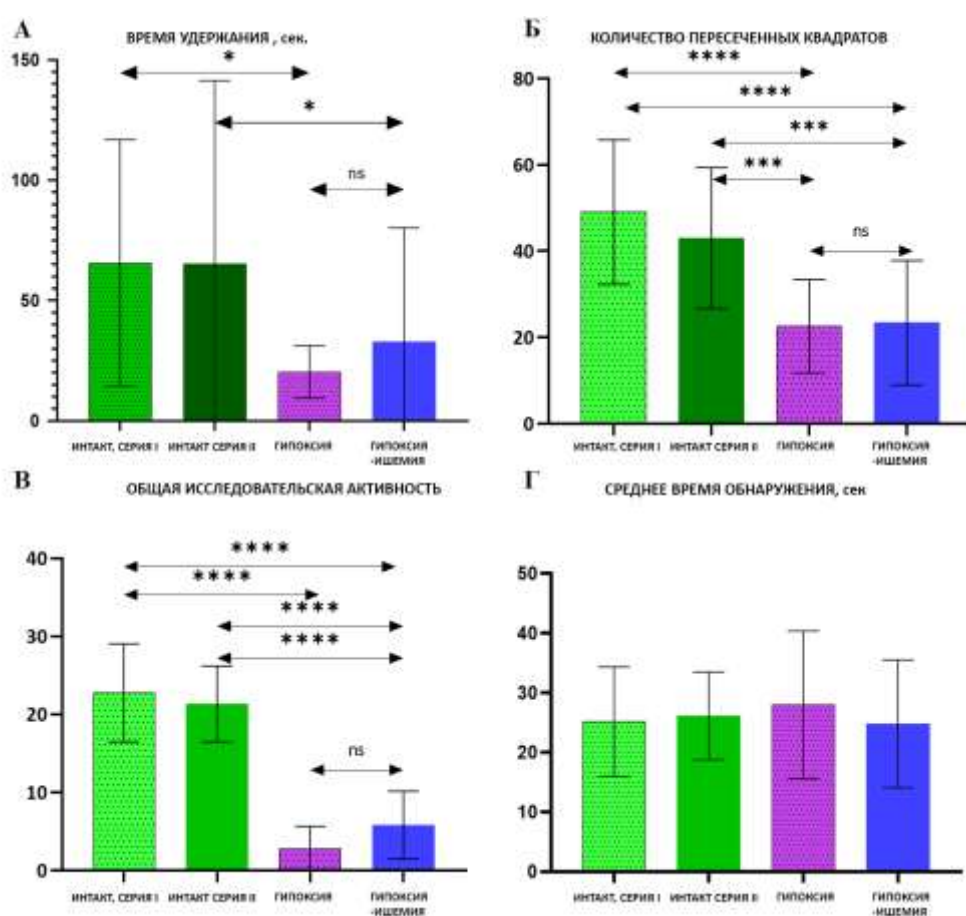 А
ВРЕМЯ УДЕРЖАНИЯ , сек.
150
100
50
0
*
*
ns
ИНТАКТ, СЕРИЯ I
ИНТАКТ СЕРИЯ II
ГИПОКСИЯ
ГИПОКСИЯ
-ИШЕМИЯ
Б
КОЛИЧЕСТВО ПЕРЕСЕЧЕННЫХ КВАДРАТОВ
80
60
40
20
0
****
****
***
***
ns
ИНТАКТ, СЕРИЯ I
ИНТАКТ СЕРИЯ II
ГИПОКСИЯ
ГИПОКСИЯ
-ИШЕМИЯ
В
ОБЩАЯ ИССЛЕДОВАТЕЛЬСКАЯ АКТИВНОСТЬ
40
30
20
10
0
****
****
****
****
ns
ИНТАКТ, СЕРИЯ I
ИНТАКТ СЕРИЯ II
ГИПОКСИЯ
ГИПОКСИЯ
-ИШЕМИЯ
Г
СРЕДНЕЕ ВРЕМЯ ОБНАРУЖЕНИЯ, сек
50
40
30
20
10
0
ИНТАКТ, СЕРИЯ I
ИНТАКТ СЕРИЯ II
ГИПОКСИЯ
ГИПОКСИЯ
-ИШЕМИЯ